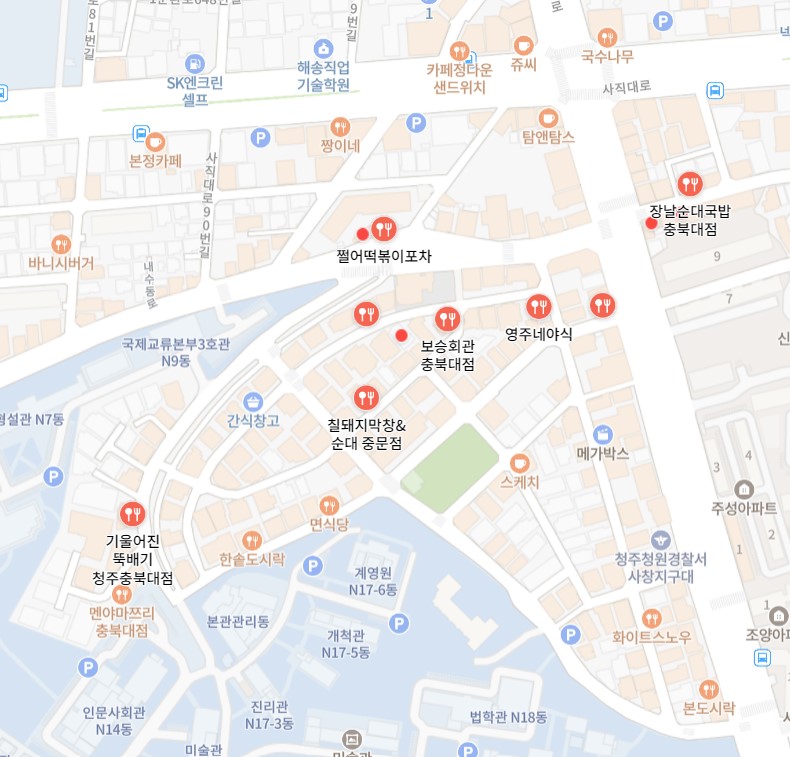 1
SK엔크린
셀프
해송직업
기술학원
카페정타운
샌드위치
쥬씨
국수나무
사직대로
P
P
P
본정카페
짱이네
탐앤탐스
사직대로90번길
장날순대국밥
충북대점
바니시버거
쩔어떡볶이포차
내수동로
9
7
국제교류본부3호관
N9동
보승회관
충북대점
영주네야식
형설관 N7동
간식창고
칠돼지막창&
순대 중문점
메가박스
스케치
3
4
P
주성아파트
기울어진
뚝배기
청주충북대점
면식당
한솥도시락
2
1
청주청원경찰서
사창지구대
P
계영원
N17-6동
멘야마쯔리
충북대점
본관관리동
개척관
N17-5동
P
P
1
화이트스노우
조양아파
P
인문사회관
N14동
진리관
N17-3동
법학관 N18동
본도시락
미술관
P